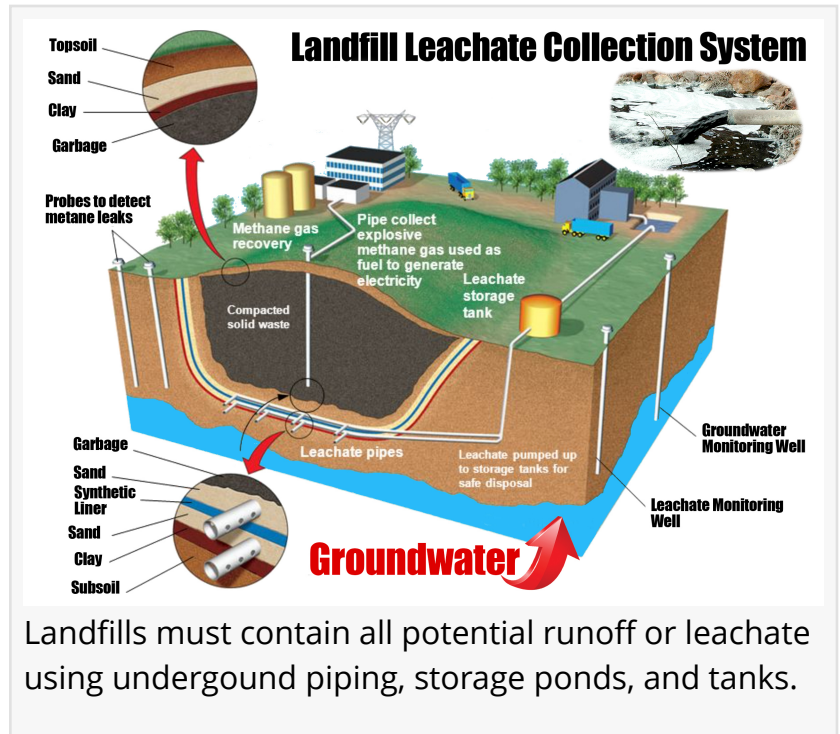 Landfill Leachate Collection System
Topsoil
Sand
Clay
Garbage
Probes to detect
metane leaks
Methane gas
recovery
Pipe collect
explosive
methane gas used as
fuel to generate
electricity
Leachate
storage
tank
Compacted
solid waste
Leachate pipes
Leachate pumped up
to storage tanks for
safe disposal
Groundwater
Monitoring Well
Leachate Monitoring
Well
Garbage
Sand
Synthetic
Liner
Sand
Clay
Subsoil
Groundwater
Landfills must contain all potential runoff or leachate
using undergound piping, storage ponds, and tanks.